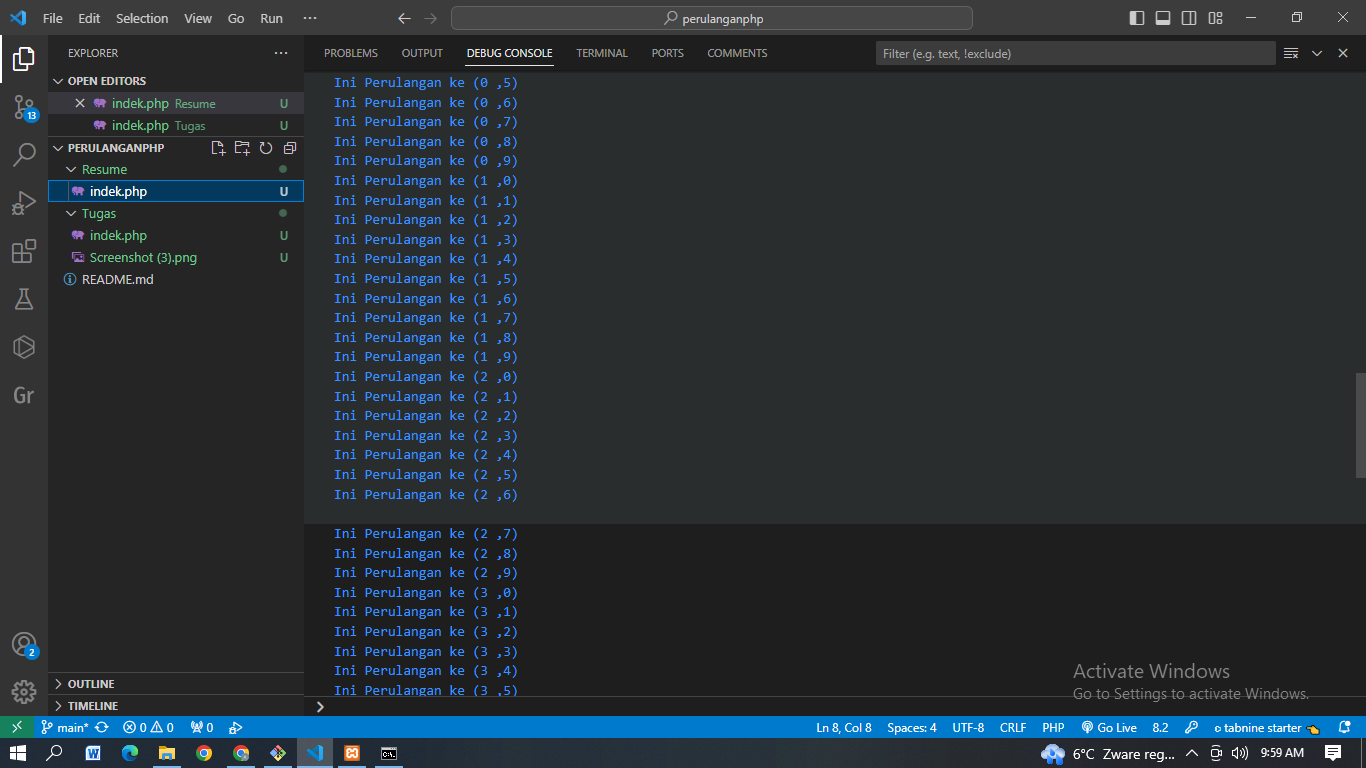 File Edit Selection View Go Run ··· perulanganphp
EXPLORER ···
OPEN EDITORS
indek.php Resume U
indek.php Tugas U
PERULANGANPHP
Resume
indek.php U
Tugas
indek.php U
Screenshot (3).png U
README.md
OUTLINE
TIMELINE
13
Gr
2
PROBLEMS OUTPUT DEBUG CONSOLE TERMINAL PORTS COMMENTS Filter (e.g. text, !exclude)
Ini Perulangan ke (0 ,5)
Ini Perulangan ke (0 ,6)
Ini Perulangan ke (0 ,7)
Ini Perulangan ke (0 ,8)
Ini Perulangan ke (0 ,9)
Ini Perulangan ke (1 ,0)
Ini Perulangan ke (1 ,1)
Ini Perulangan ke (1 ,2)
Ini Perulangan ke (1 ,3)
Ini Perulangan ke (1 ,4)
Ini Perulangan ke (1 ,5)
Ini Perulangan ke (1 ,6)
Ini Perulangan ke (1 ,7)
Ini Perulangan ke (1 ,8)
Ini Perulangan ke (1 ,9)
Ini Perulangan ke (2 ,0)
Ini Perulangan ke (2 ,1)
Ini Perulangan ke (2 ,2)
Ini Perulangan ke (2 ,3)
Ini Perulangan ke (2 ,4)
Ini Perulangan ke (2 ,5)
Ini Perulangan ke (2 ,6)
Ini Perulangan ke (2 ,7)
Ini Perulangan ke (2 ,8)
Ini Perulangan ke (2 ,9)
Ini Perulangan ke (3 ,0)
Ini Perulangan ke (3 ,1)
Ini Perulangan ke (3 ,2)
Ini Perulangan ke (3 ,3)
Ini Perulangan ke (3 ,4)
Ini Perulangan ke (3 ,5)
Activate Windows
Go to Settings to activate Windows.
main* 0 0 0 Ln 8, Col 8 Spaces: 4 UTF-8 CRLF PHP Go Live 8.2 tabnine starter
6°C Zware reg... 9:59 AM